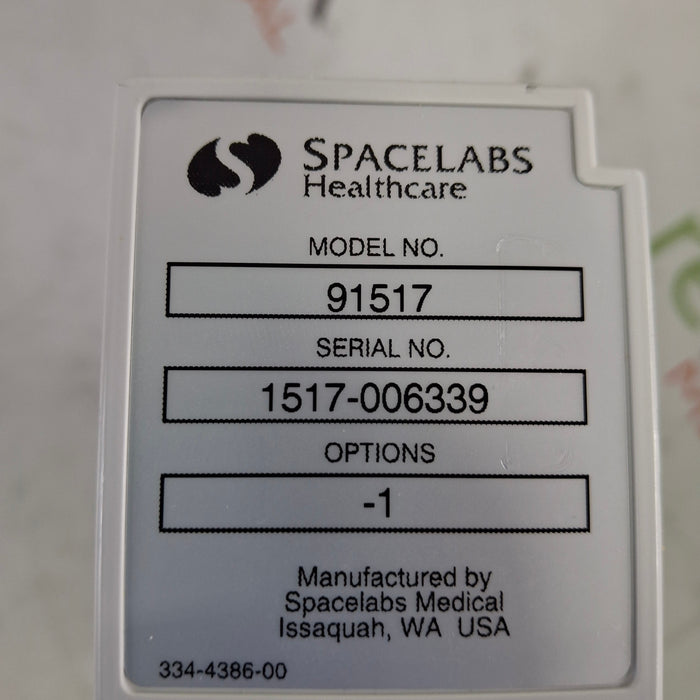 SPACELABS
Healthcare
MODEL NO.
91517
SERIAL NO.
1517-006339
OPTIONS
-1
Manufactured by
Spacelabs Medical
Issaquah, WA USA
334-4386-00